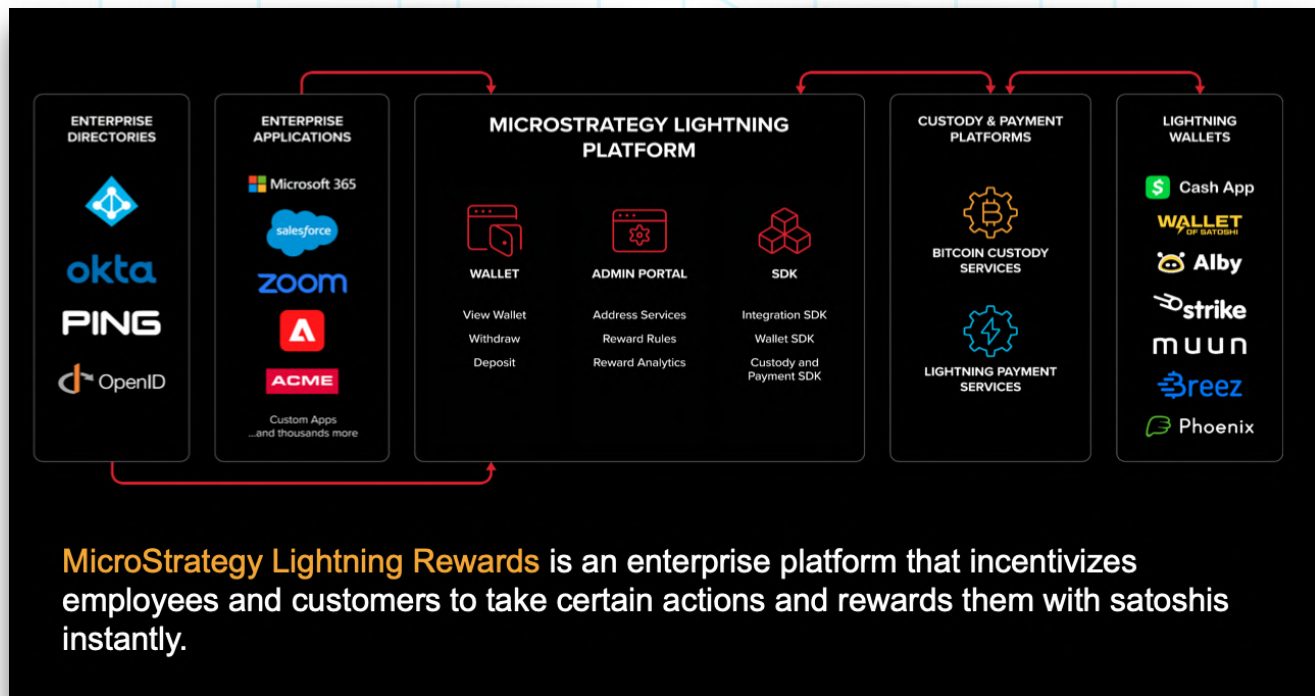 ENTERPRISE
DIRECTORIES
okta
PING
OpenID
ENTERPRISE
APPLICATIONS
Microsoft 365
salesforce
zoom
ACME
Custom Apps
...and thousands more
MICROSTRATEGY LIGHTNING
PLATFORM
WALLET
View Wallet
Withdraw
Deposit
ADMIN PORTAL
Address Services
Reward Rules
Reward Analytics
SDK
Integration SDK
Wallet SDK
Custody and
Payment SDK
CUSTODY & PAYMENT
PLATFORMS
BITCOIN CUSTODY
SERVICES
LIGHTNING PAYMENT
SERVICES
LIGHTNING
WALLETS
$ Cash App
WALLET
OF SATOSHI
Alby
strike
muun
Breez
Phoenix
MicroStrategy Lightning Rewards is an enterprise platform that incentivizes
employees and customers to take certain actions and rewards them with satoshis
instantly.